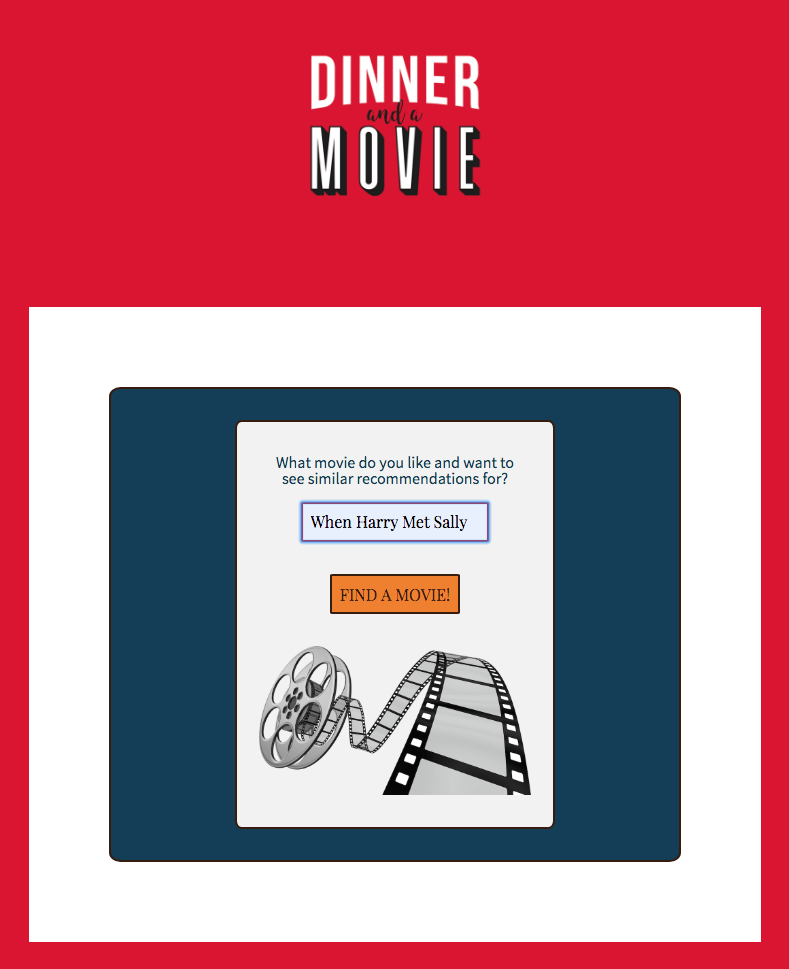 DINNER
and a
MOVIE
What movie do you like and want to
see similar recommendations for?
When Harry Met Sally
FIND A MOVIE!